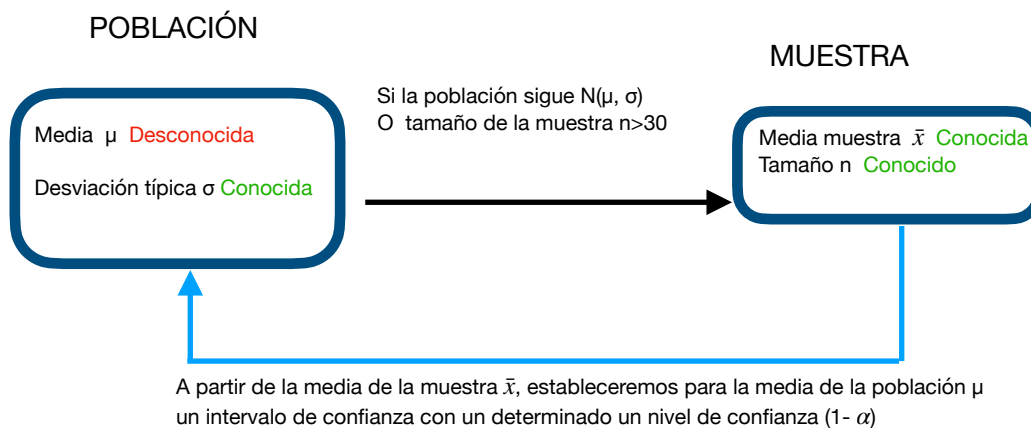 POBLACIÓN
Media μ Desconocida
Desviación típica σ Conocida
Si la población sigue N(μ, σ)
O tamaño de la muestra n>30
MUESTRA
Media muestra x̄ Conocida
Tamaño n Conocido
A partir de la media de la muestra x̄, estableceremos para la media de la población μ
un intervalo de confianza con un determinado un nivel de confianza (1- α)